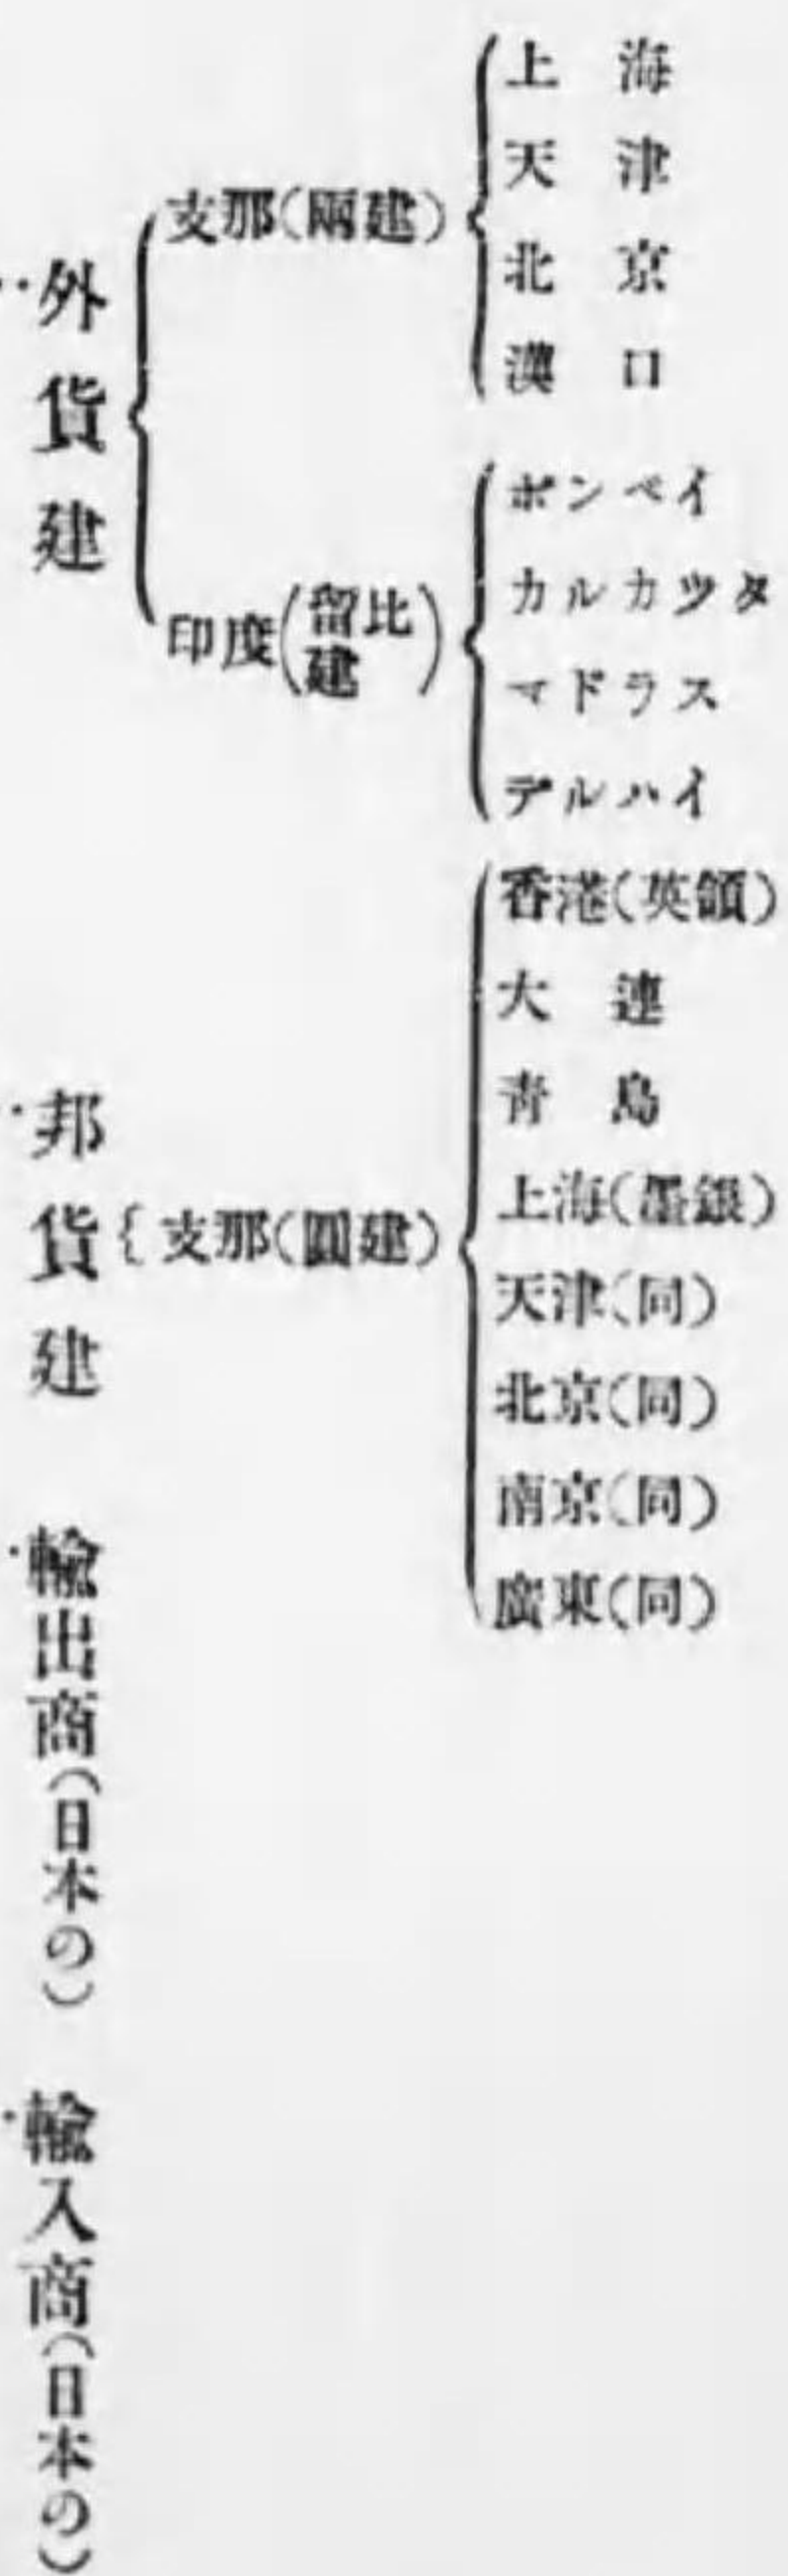 外貨建
支那(兩建)
上海
天津
北京
漢口
印度(留比建)
ボンベイ
カルカツタ
マドラス
デルハイ
邦貨建
支那(圓建)
香港(英領)
大連
青島
上海(墨銀)
天津(同)
北京(同)
南京(同)
廣東(同)
輸出商(日本の)
輸入商(日本の)